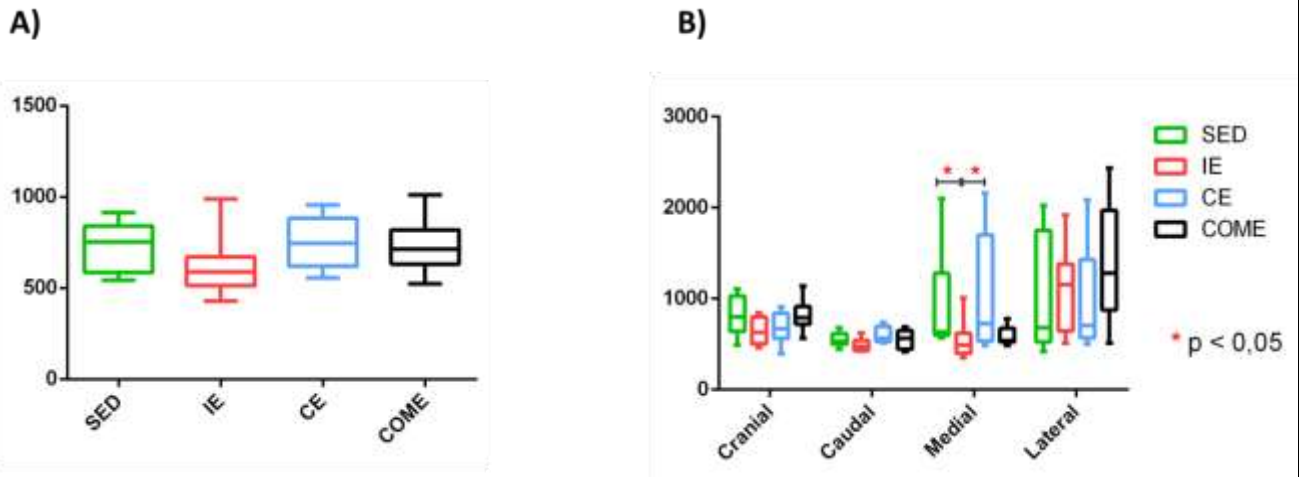 A)
1500
1000
500
0
SED
IE
CE
COME
B)
3000
2000
1000
0
* *
Cranial
Caudal
Medial
Lateral
SED
IE
CE
COME
* p < 0,05